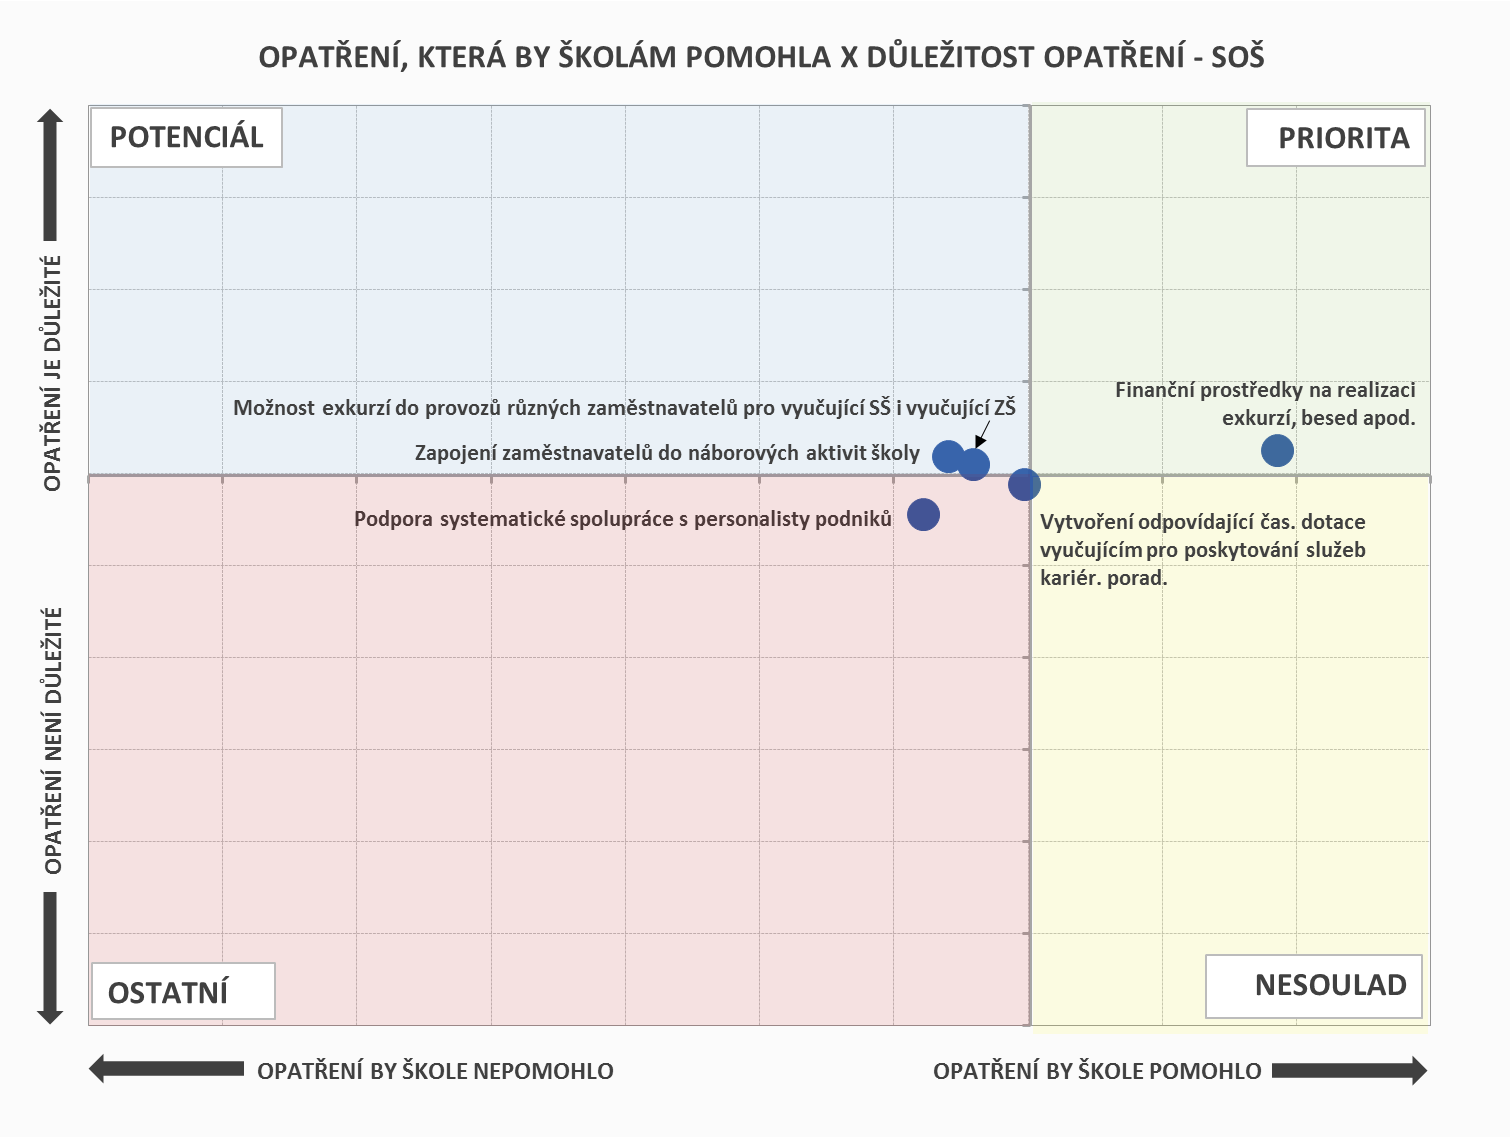 OPATŘENÍ, KTERÁ BY ŠKOLÁM POMOHLA X DŮLEŽITOST OPATŘENÍ - SOŠ
POTENCIÁL
PRIORITA
OPATŘENÍ JE DŮLEŽITÉ
Finanční prostředky na realizaci
exkurzí, besed apod.
Možnost exkurzí do provozů různých zaměstnavatelů pro vyučující SŠ i vyučující ZŠ
Zapojení zaměstnavatelů do náborových aktivit školy
Podpora systematické spolupráce s personalisty podniků
Vytvoření odpovídající čas. dotace
vyučujícím pro poskytování služeb
kariér. porad.
OPATŘENÍ NENÍ DŮLEŽITÉ
OSTATNÍ
NESOULAD
OPATŘENÍ BY ŠKOLE NEPOMOHLO
OPATŘENÍ BY ŠKOLE POMOHLO